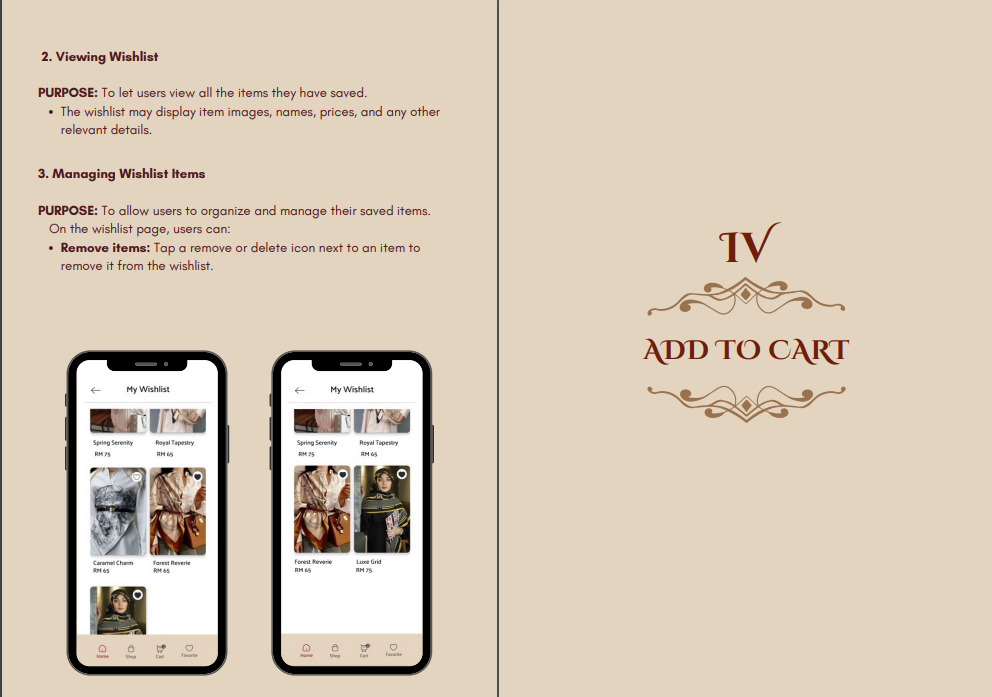 2. Viewing Wishlist
PURPOSE: To let users view all the items they have saved.
• The wishlist may display item images, names, prices, and any other
relevant details.
3. Managing Wishlist Items
PURPOSE: To allow users to organize and manage their saved items.
On the wishlist page, users can:
• Remove items: Tap a remove or delete icon next to an item to
remove it from the wishlist.
My Wishlist
Spring Serenity Royal Tapestry
RM 75 RM 65
Caramel Charm Forest Reverie
RM 65 RM 65
Home Shop Cart Favorite
My Wishlist
Spring Serenity Royal Tapestry
RM 75 RM 65
Forest Reverie Luxe Grid
RM 65 RM 75
Home Shop Cart Favorite
IV
ADD TO CART